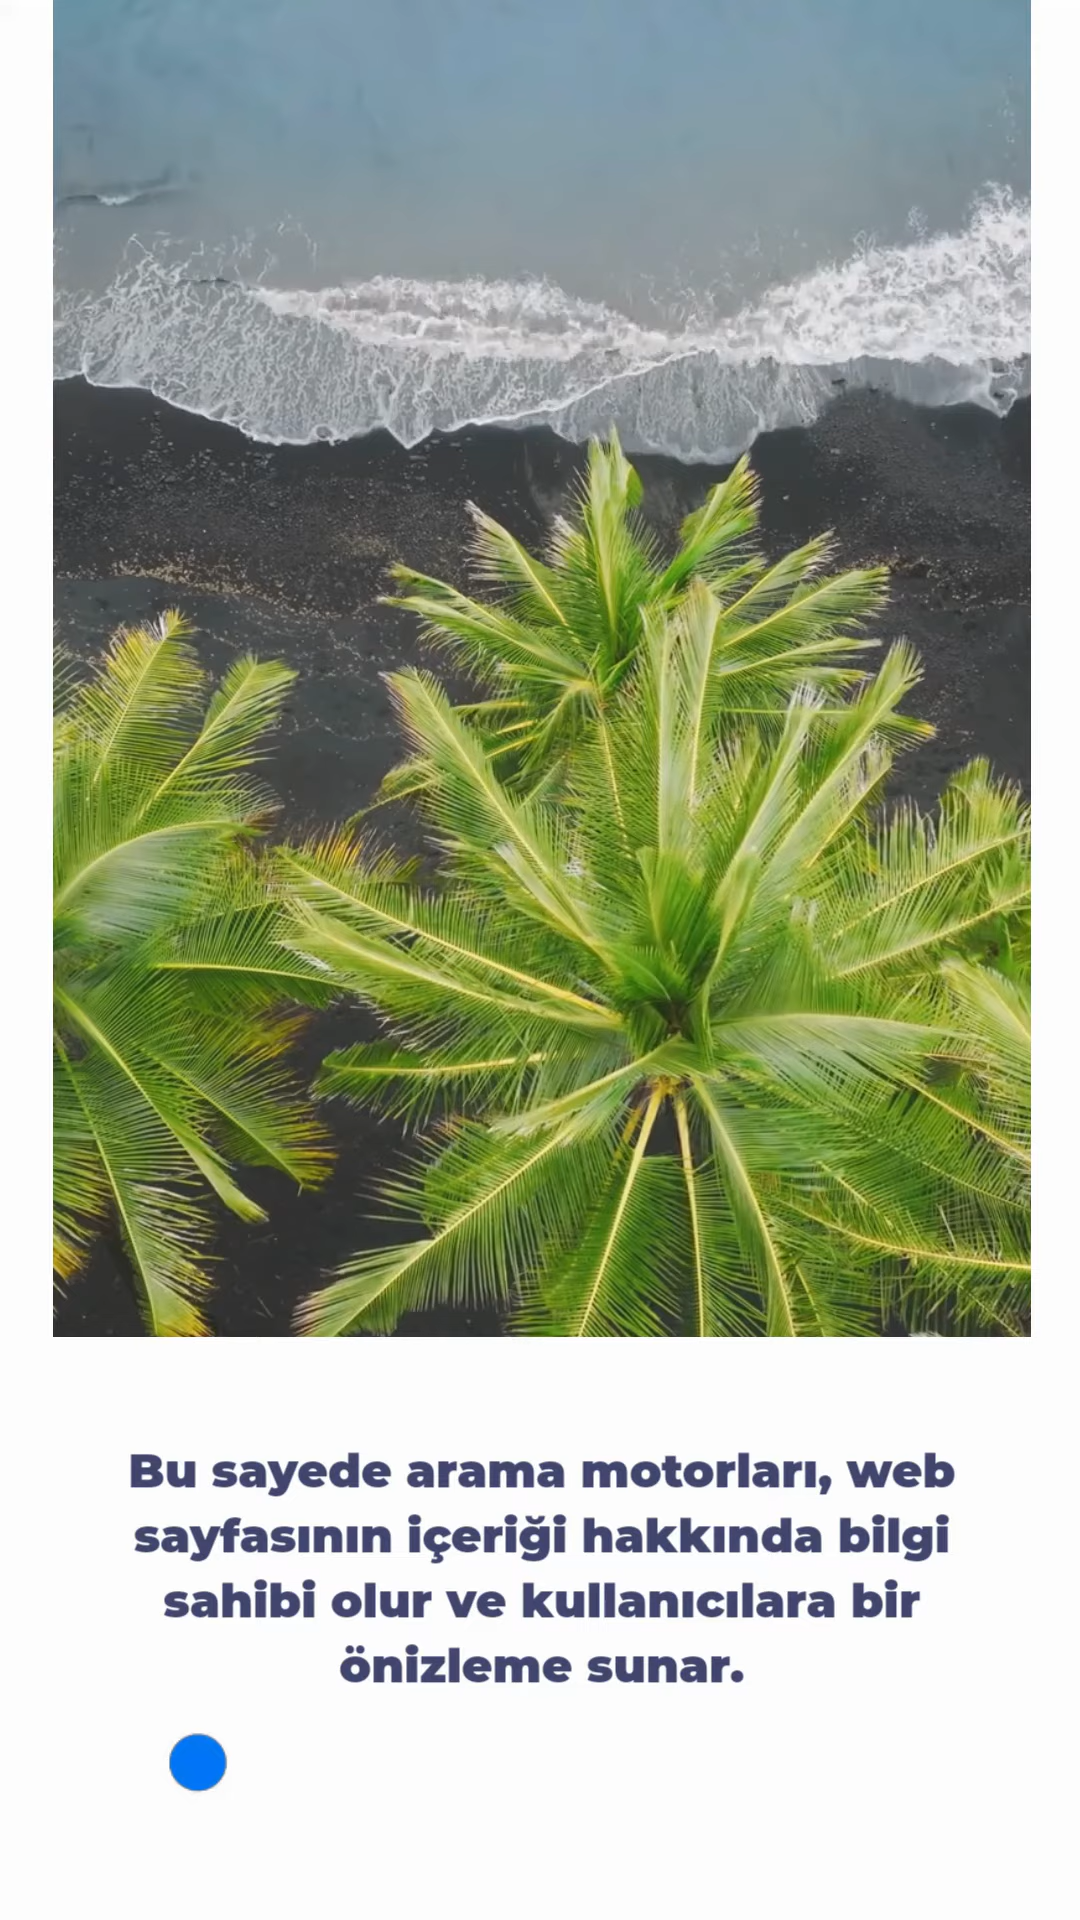 Bu sayede arama motorları, web
sayfasının içeriği hakkında bilgi
sahibi olur ve kullanıcılara bir
önizleme sunar.